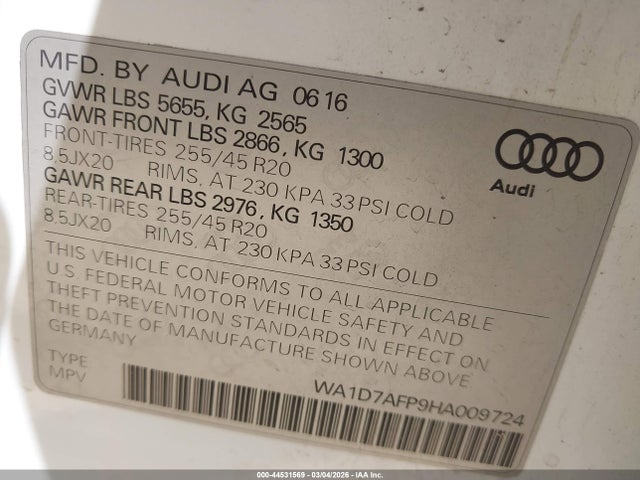 MFD. BY AUDI AG 0616
GVWR LBS 5655, KG 2565
GAWR FRONT LBS 2866, KG 1300
FRONT-TIRES 255/45 R20
8,5JX20 RIMS, AT 230 KPA 33 PSI COLD
GAWR REAR LBS 2976, KG 1350
REAR-TIRES 255/45 R20
8,5JX20 RIMS, AT 230 KPA 33 PSI COLD
Audi
THIS VEHICLE CONFORMS TO ALL APPLICABLE
U.S. FEDERAL MOTOR VEHICLE SAFETY AND
THEFT PREVENTION STANDARDS IN EFFECT ON
THE DATE OF MANUFACTURE SHOWN ABOVE
GERMANY
TYPE
MPV
WA1D7AFP9HA009724
000-44531569 — 03/04/2026 — IAA Inc.